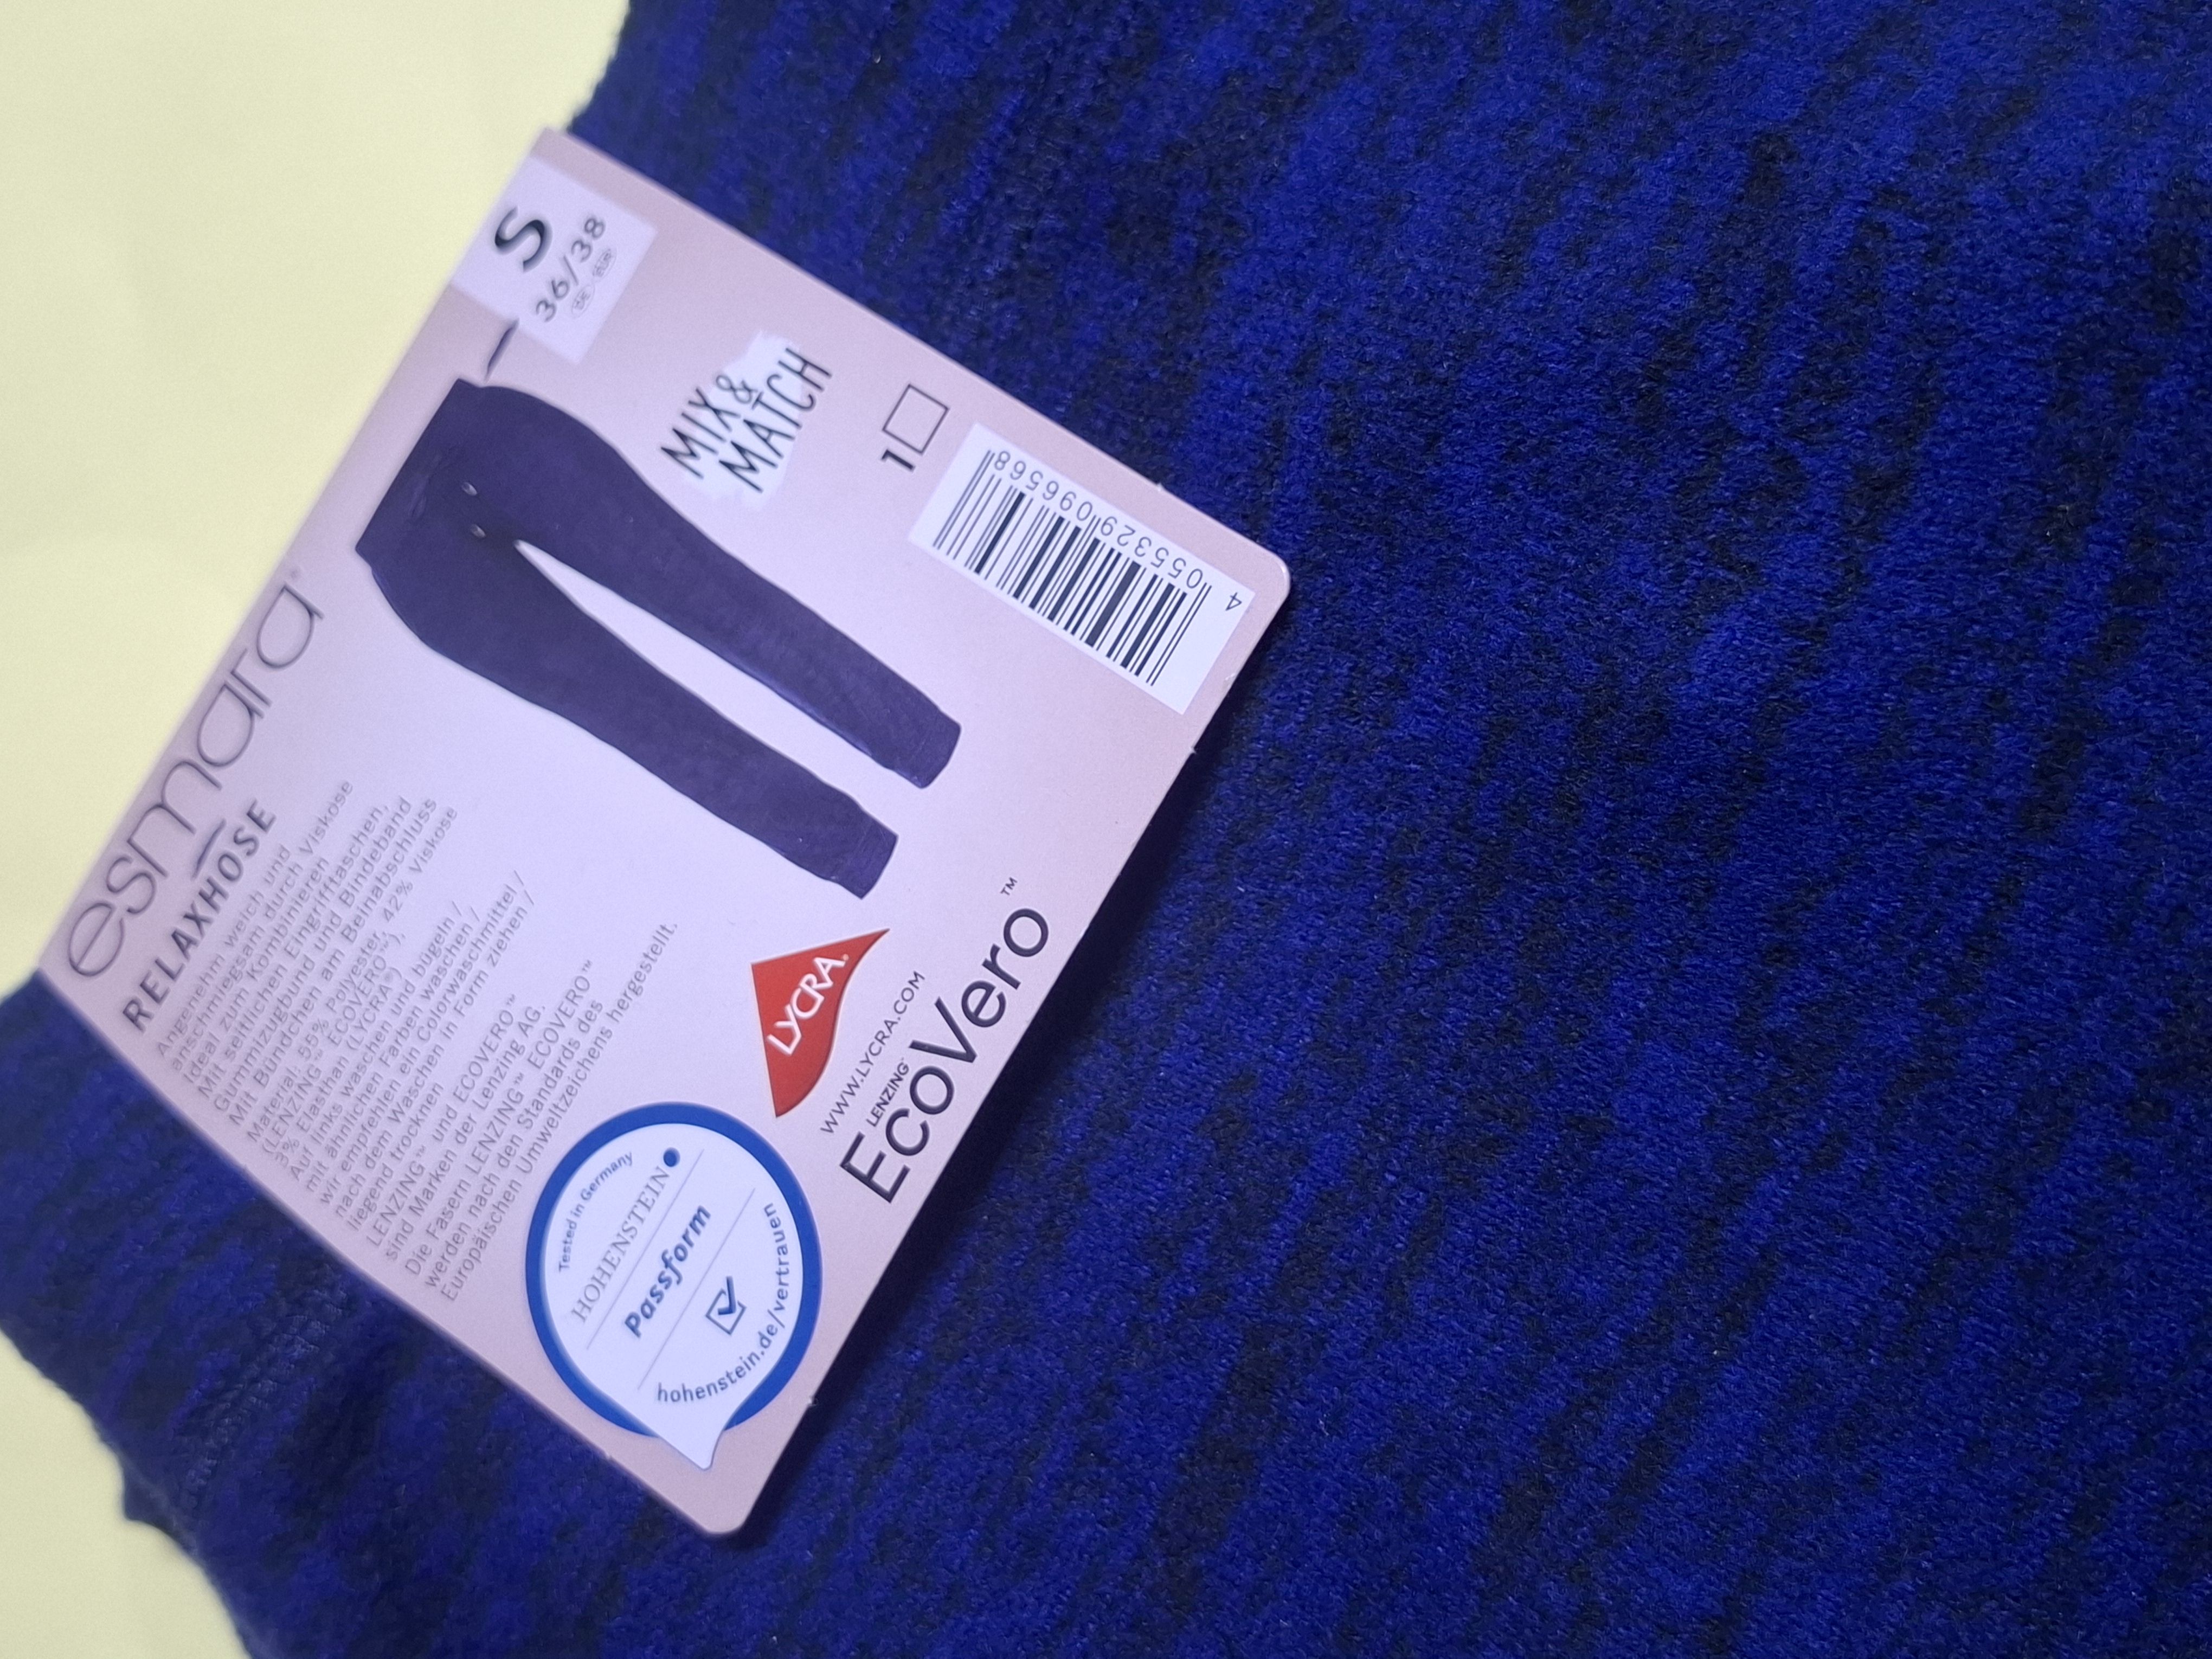 esmara®
RELAXHOSE
Angenehm weich und
anschmiegsam durch Viskose
Ideal zum Kombinieren
Mit seitlichen Eingrifftaschen,
Gummizugbund und Bindeband
Mit Bündchen am Beinabschluss
Material: 55% Polyester, 42% Viskose
(LENZING™ ECOVERO™),
3% Elasthan (LYCRA®)
Auf links waschen und bügeln /
mit ähnlichen Farben waschen /
wir empfehlen ein Colorwaschmittel /
nach dem Waschen in Form ziehen /
liegend trocknen
LENZING™ und ECOVERO™
sind Marken der Lenzing AG.
Die Fasern LENZING™ ECOVERO™
werden nach den Standards des
Europäischen Umweltzeichens hergestellt.
S
36/38
MIX &
MATCH
1
4 055329 096568
LYCRA®
WWW.LYCRA.COM
LENZING™
EcoVero™
Tested in Germany
HOHENSTEIN
Passform
hohenstein.de/vertrauen